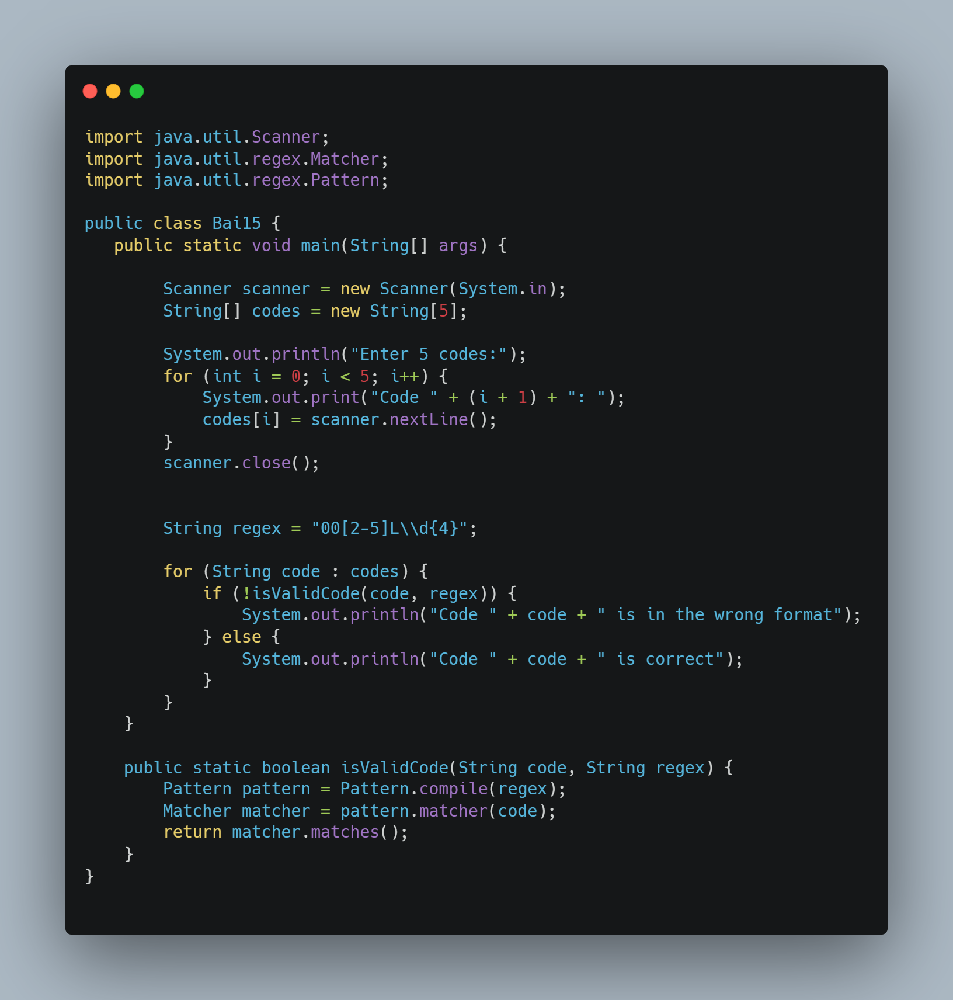 import java.util.Scanner;
import java.util.regex.Matcher;
import java.util.regex.Pattern;

public class Bai15 {
   public static void main(String[] args) {

        Scanner scanner = new Scanner(System.in);
        String[] codes = new String[5];

        System.out.println("Enter 5 codes:");
        for (int i = 0; i < 5; i++) {
            System.out.print("Code " + (i + 1) + ": ");
            codes[i] = scanner.nextLine();
        }
        scanner.close();


        String regex = "00[2-5]L\\d{4}";

        for (String code : codes) {
            if (!isValidCode(code, regex)) {
                System.out.println("Code " + code + " is in the wrong format");
            } else {
                System.out.println("Code " + code + " is correct");
            }
        }
    }

    public static boolean isValidCode(String code, String regex) {
        Pattern pattern = Pattern.compile(regex);
        Matcher matcher = pattern.matcher(code);
        return matcher.matches();
    }
}